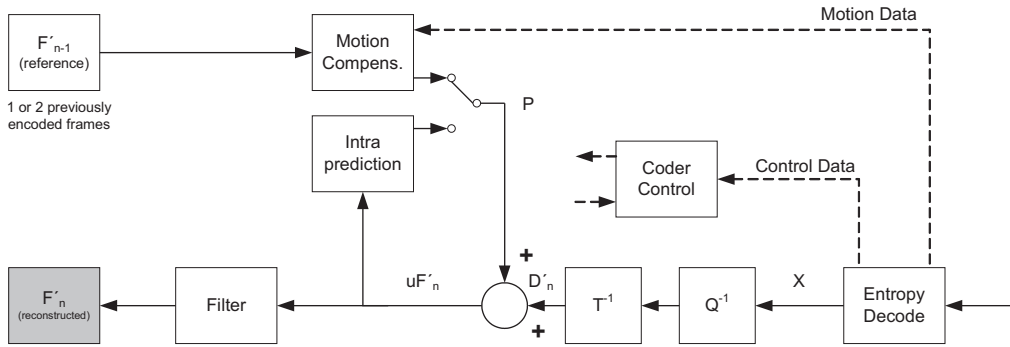 Motion Data
F´n-1
(reference)
Motion
Compens.
1 or 2 previously
encoded frames
P
Intra
prediction
Coder
Control
Control Data
+
F´n
(reconstructed)
Filter
uF´n
D´n
+
T-1
Q-1
X
Entropy
Decode